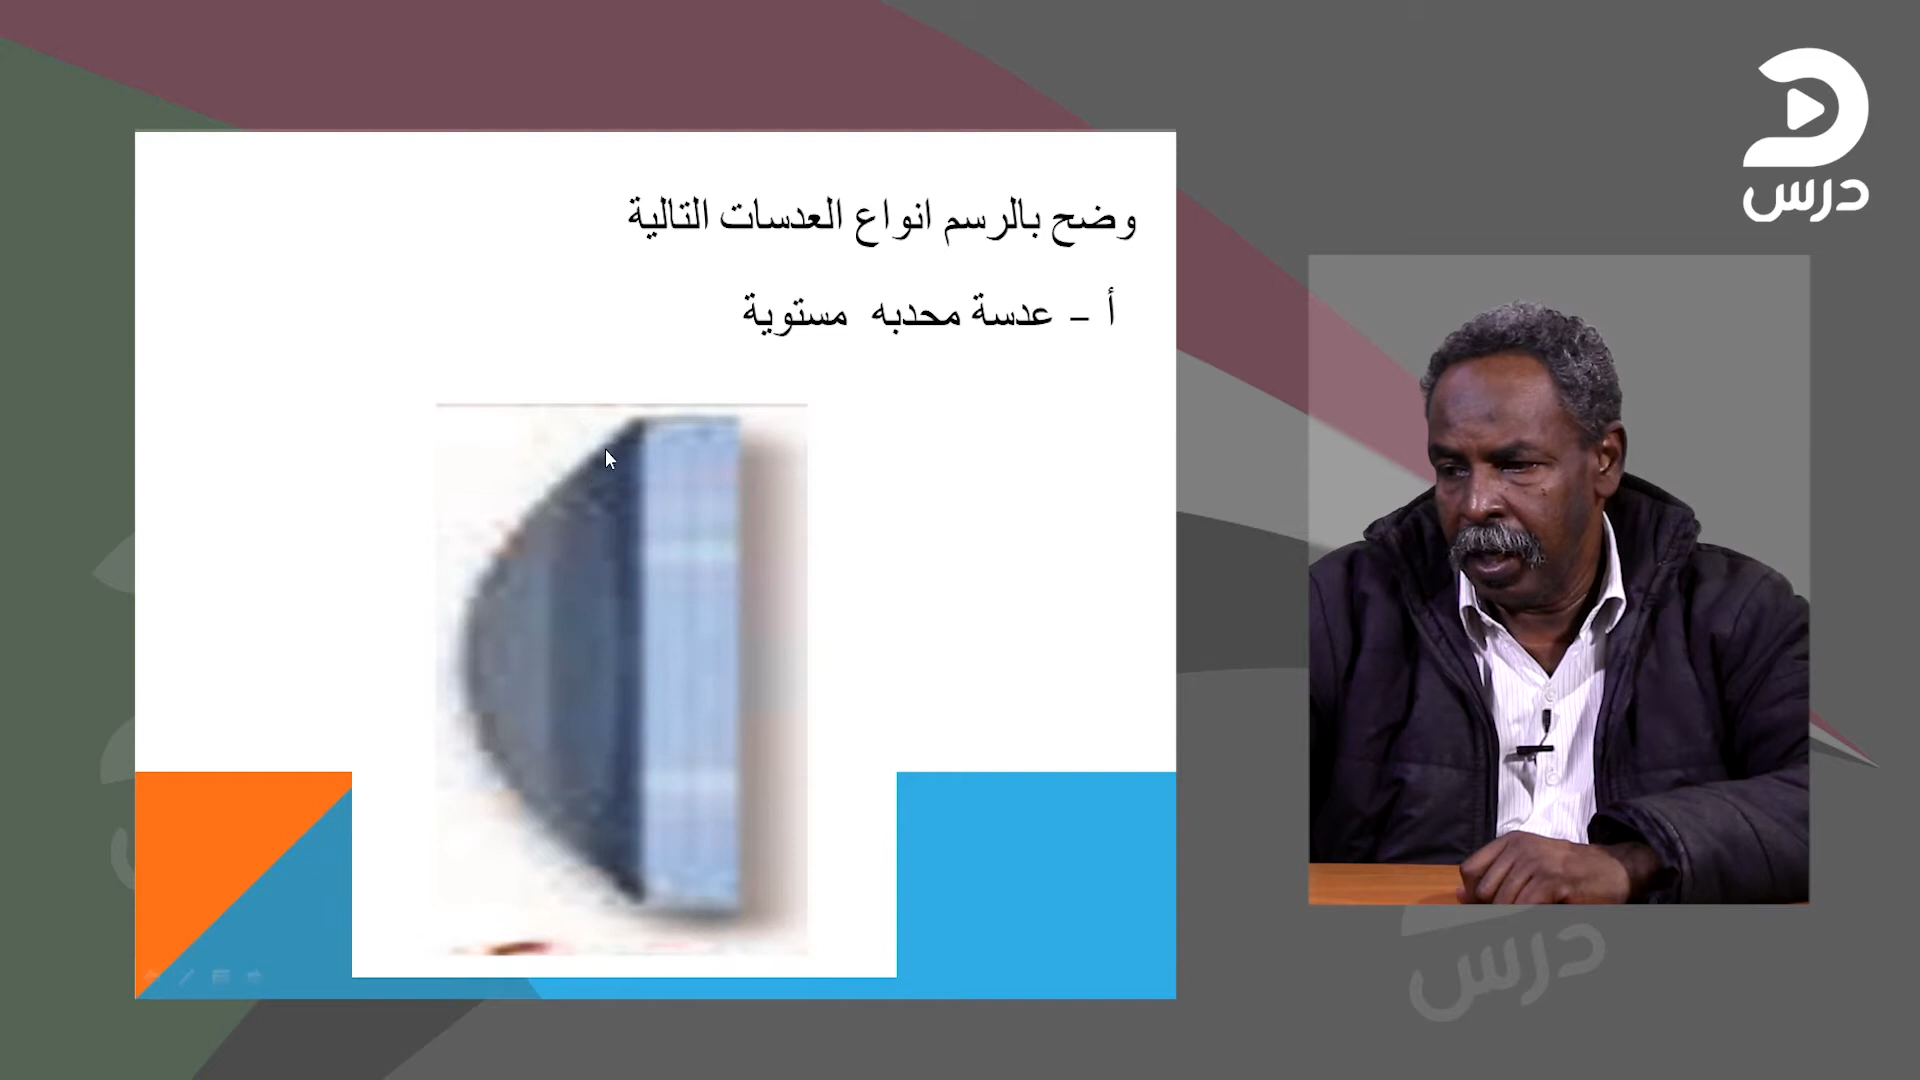 درس
وضح بالرسم انواع العدسات التالية
أ - عدسة محدبه مستوية
درس